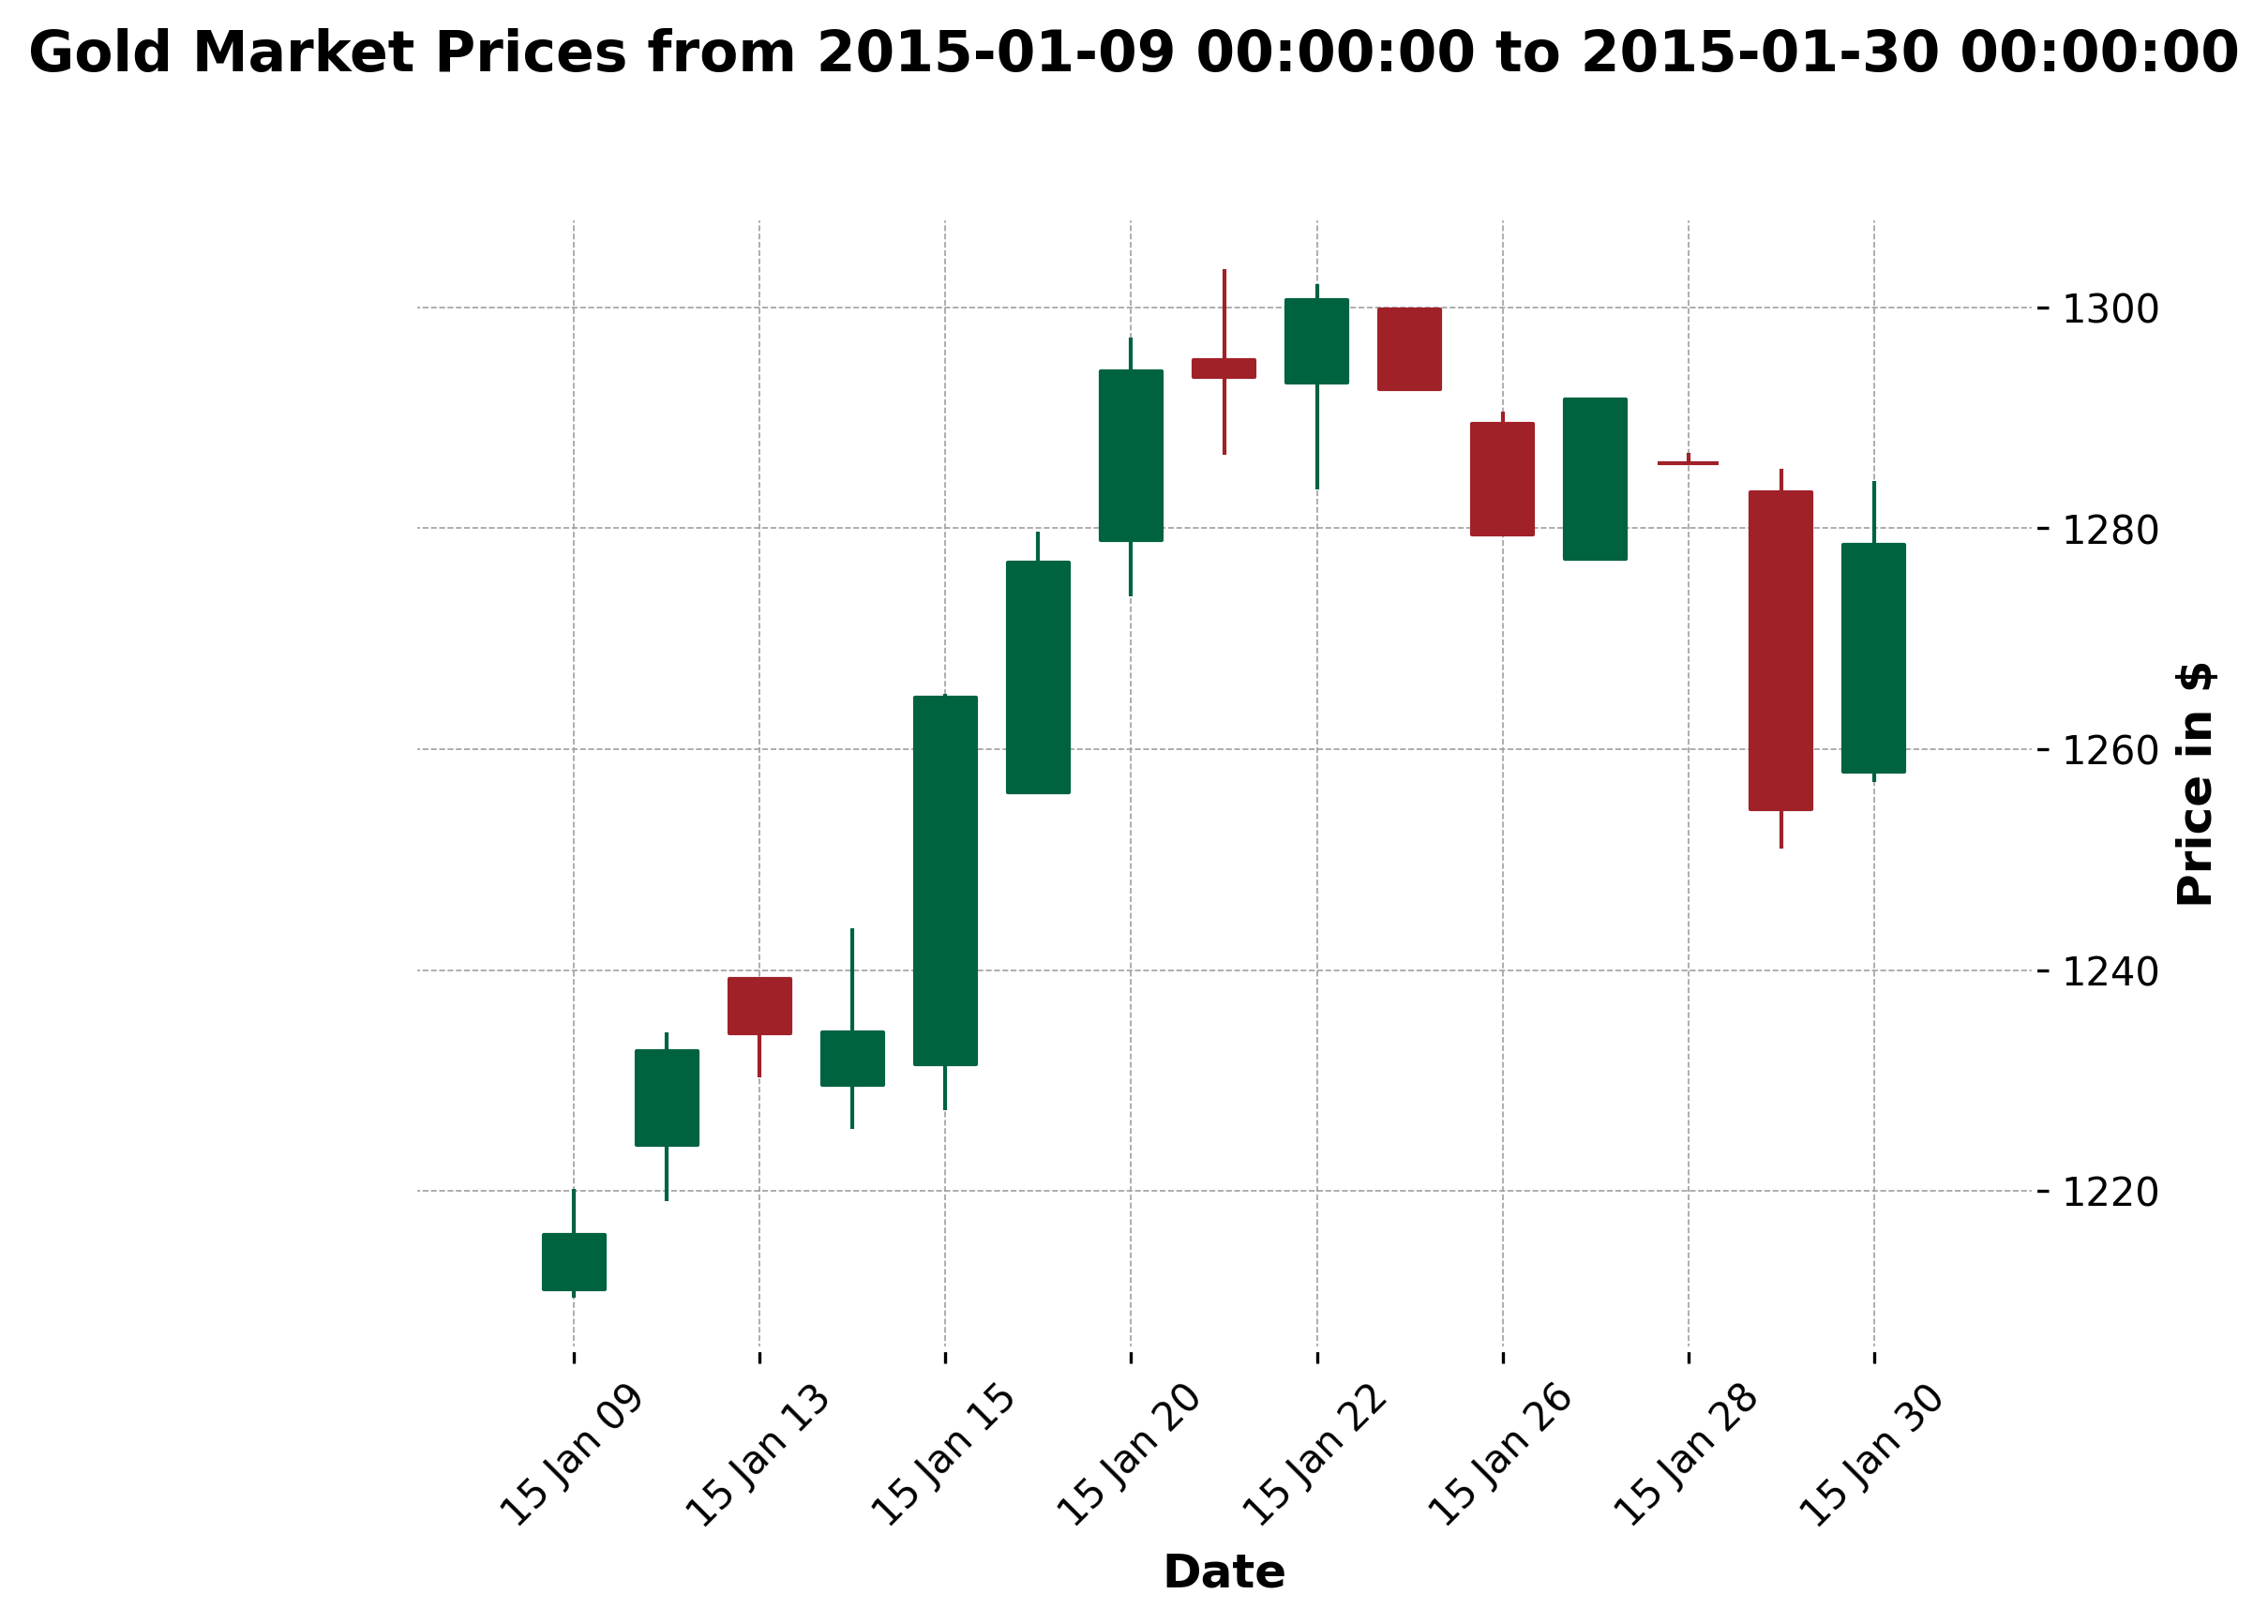 Gold Market Prices from 2015-01-09 00:00:00 to 2015-01-30 00:00:00
1300
1280
1260
1240
1220
Price in $
15 Jan 09
15 Jan 13
15 Jan 15
15 Jan 20
15 Jan 22
15 Jan 26
15 Jan 28
15 Jan 30
Date